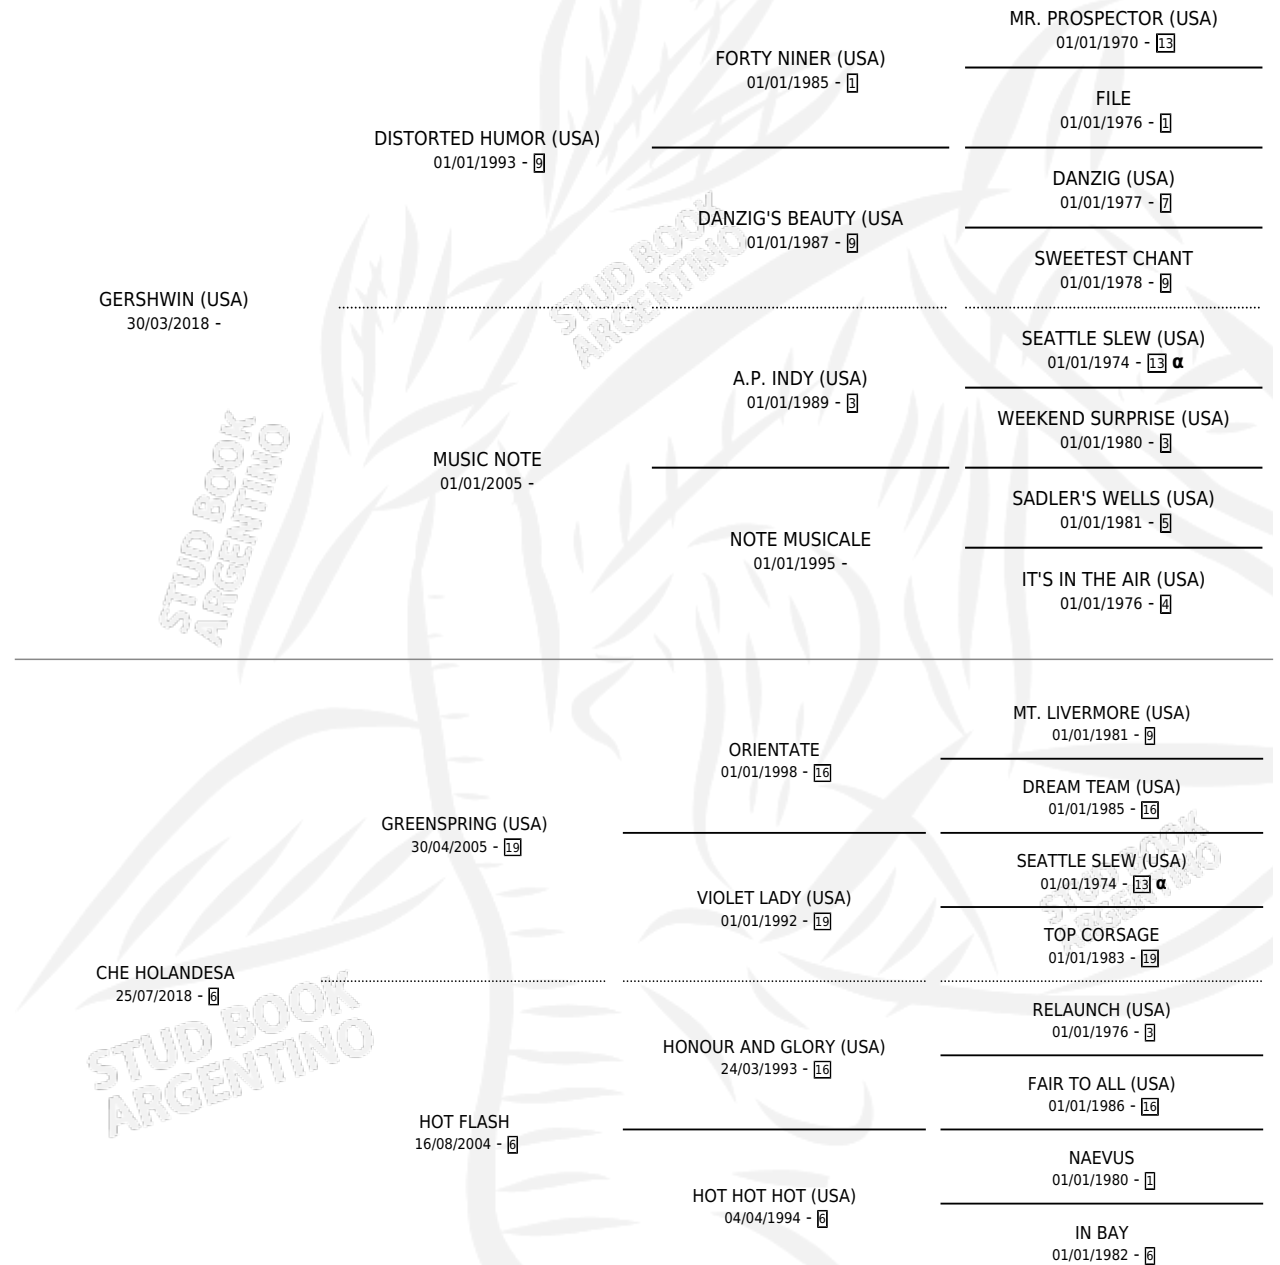 MR. PROSPECTOR (USA)
01/01/1970 - 13
FORTY NINER (USA)
01/01/1985 - 1
FILE
01/01/1976 - 1
DISTORTED HUMOR (USA)
01/01/1993 - 9
DANZIG (USA)
01/01/1977 - 7
DANZIG'S BEAUTY (USA
01/01/1987 - 9
SWEETEST CHANT
01/01/1978 - 9
GERSHWIN (USA)
30/03/2018 -
SEATTLE SLEW (USA)
01/01/1974 - 13 α
A.P. INDY (USA)
01/01/1989 - 3
WEEKEND SURPRISE (USA)
01/01/1980 - 3
MUSIC NOTE
01/01/2005 -
SADLER'S WELLS (USA)
01/01/1981 - 5
NOTE MUSICALE
01/01/1995 -
IT'S IN THE AIR (USA)
01/01/1976 - 4
MT. LIVERMORE (USA)
01/01/1981 - 9
ORIENTATE
01/01/1998 - 16
DREAM TEAM (USA)
01/01/1985 - 16
GREENSPRING (USA)
30/04/2005 - 19
SEATTLE SLEW (USA)
01/01/1974 - 13 α
VIOLET LADY (USA)
01/01/1992 - 19
TOP CORSAGE
01/01/1983 - 19
CHE HOLANDESA
25/07/2018 - 6
RELAUNCH (USA)
01/01/1976 - 3
HONOUR AND GLORY (USA)
24/03/1993 - 16
FAIR TO ALL (USA)
01/01/1986 - 16
HOT FLASH
16/08/2004 - 6
NAEVUS
01/01/1980 - 1
HOT HOT HOT (USA)
04/04/1994 - 6
IN BAY
01/01/1982 - 6
STUD BOOK
ARGENTINO
STUD BOOK
ARGENTINO
STUD BOOK
ARGENTINO
STUD BOOK
ARGENTINO